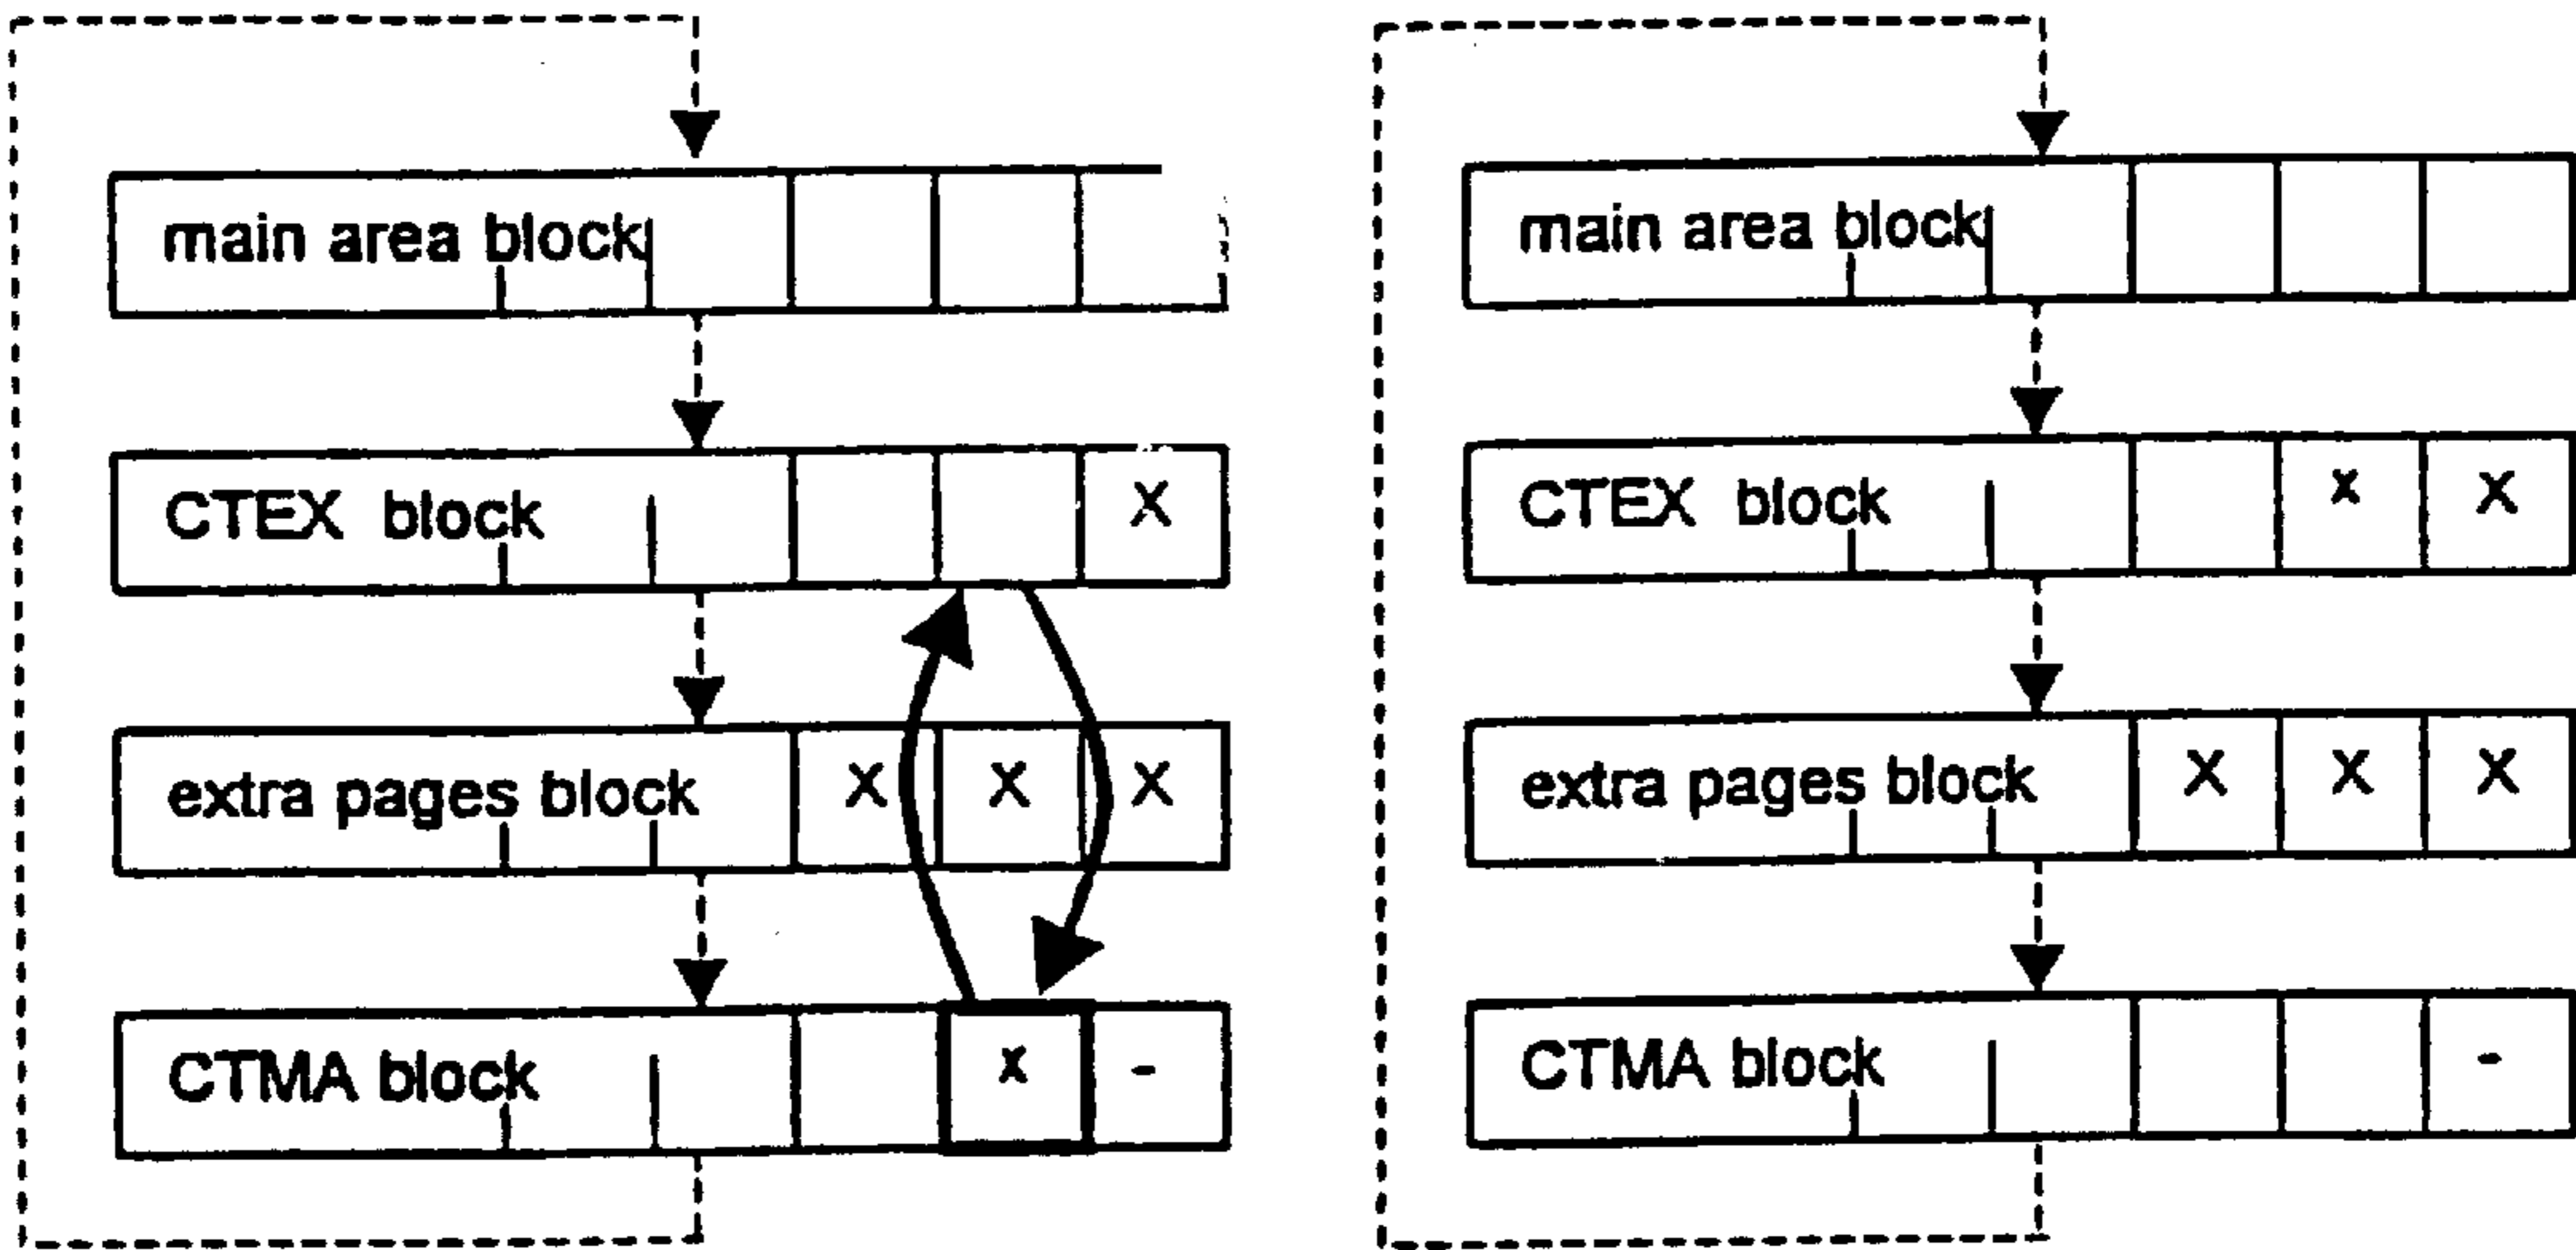 main area block
CTEX block X
extra pages block X X X
CTMA block x -
main area block
CTEX block x X
extra pages block X X X
CTMA block -